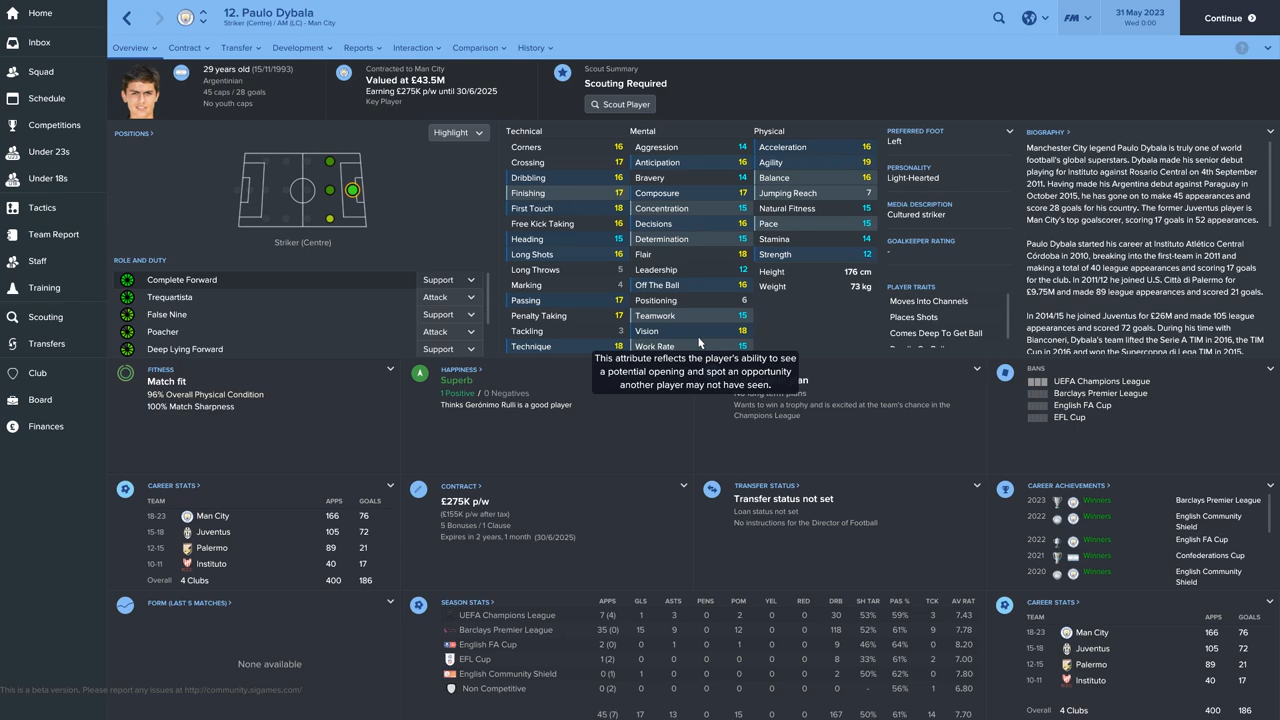 Home
Inbox
Squad
Schedule
Competitions
Under 23s
Under 18s
Tactics
Team Report
Staff
Training
Scouting
Transfers
Club
Board
Finances
12. Paulo Dybala
Striker (Centre) / AM (LC) - Man City
FM
31 May 2023
Wed 0:00
Continue
Overview
Contract
Transfer
Development
Reports
Interaction
Comparison
History
29 years old (15/11/1993)
Argentinian
45 caps / 28 goals
No youth caps
Contracted to Man City
Valued at £43.5M
Earning £275K p/w until 30/6/2025
Key Player
Scout Summary
Scouting Required
Scout Player
POSITIONS >
Highlight
Striker (Centre)
ROLE AND DUTY
Complete Forward Support
Trequartista Attack
False Nine Support
Poacher Attack
Deep Lying Forward Support
Technical
Corners 16
Crossing 17
Dribbling 16
Finishing 17
First Touch 18
Free Kick Taking 16
Heading 15
Long Shots 16
Long Throws 5
Marking 4
Passing 17
Penalty Taking 17
Tackling 3
Technique 18
Mental
Aggression 14
Anticipation 16
Bravery 14
Composure 17
Concentration 15
Decisions 16
Determination 15
Flair 18
Leadership 12
Off The Ball 16
Positioning 6
Teamwork 15
Vision 18
Work Rate 15
Physical
Acceleration 16
Agility 19
Balance 16
Jumping Reach 7
Natural Fitness 15
Pace 15
Stamina 14
Strength 12
Height 176 cm
Weight 73 kg
This attribute reflects the player's ability to see
a potential opening and spot an opportunity
another player may not have seen.
PREFERRED FOOT
Left
PERSONALITY
Light-Hearted
MEDIA DESCRIPTION
Cultured striker
GOALKEEPER RATING
-
PLAYER TRAITS
Moves Into Channels
Places Shots
Comes Deep To Get Ball
BIOGRAPHY >
Manchester City legend Paulo Dybala is truly one of world
football's global superstars. Dybala made his senior debut
playing for Instituto against Rosario Central on 4th September
2011. Having made his Argentina debut against Paraguay in
October 2015, he has gone on to make 45 appearances and
score 28 goals for his country. The former Juventus player is
Man City's top goalscorer, scoring 17 goals in 52 appearances.
Paulo Dybala started his career at Instituto Atlético Central
Córdoba in 2010, breaking into the first-team in 2011 and
making a total of 40 league appearances and scoring 17 goals
for the club. In 2011/12 he joined U.S. Città di Palermo for
£9.75M and made 89 league appearances and scored 21 goals.
In 2014/15 he joined Juventus for £26M and made 105 league
appearances and scored 72 goals. During his time with
Bianconeri, Dybala's team lifted the Serie A TIM in 2016, the
TIM Cup in 2016 and won the Supercoppa
FITNESS
Match fit
96% Overall Physical Condition
100% Match Sharpness
HAPPINESS >
Superb
1 Positive / 0 Negatives
Thinks Gerónimo Rulli is a good player
No long term plans
Wants to win a trophy and is excited at the team's chance in the
Champions League
BANS
UEFA Champions League
Barclays Premier League
English FA Cup
EFL Cup
CAREER STATS >
TEAM APPS GOALS
18-23 Man City 166 76
15-18 Juventus 105 72
12-15 Palermo 89 21
10-11 Instituto 40 17
Overall 4 Clubs 400 186
CONTRACT >
£275K p/w
(£155K p/w after tax)
5 Bonuses / 1 Clause
Expires in 2 years, 1 month (30/6/2025)
TRANSFER STATUS >
Transfer status not set
Loan status not set
No instructions for the Director of Football
CAREER ACHIEVEMENTS >
2023 Winners Barclays Premier League
2022 Winners English Community
Shield
2022 Winners English FA Cup
2021 Winners Confederations Cup
2020 Winners English Community
Shield
FORM (LAST 5 MATCHES) >
None available
This is a beta version. Please report any issues at http://community.sigames.com/
SEASON STATS > APPS GLS ASTS PENS POM YEL RED DRB SH TAR PAS % TCK AV RAT
UEFA Champions League 7 (4) 1 3 0 2 0 0 30 53% 59% 3 7.43
Barclays Premier League 35 (0) 15 9 0 12 0 0 118 52% 61% 9 7.78
English FA Cup 2 (0) 0 1 0 1 0 0 9 46% 64% 0 8.20
EFL Cup 1 (2) 0 0 0 0 0 0 8 33% 61% 2 7.00
English Community Shield 0 (1) 1 0 0 0 0 0 2 50% 62% 0 7.80
Non Competitive 0 (2) 0 0 0 0 0 0 0 - 56% 1 6.80
45 (7) 17 13 0 15 0 0 167 50% 61% 14 7.70
CAREER STATS >
TEAM APPS GOALS
18-23 Man City 166 76
15-18 Juventus 105 72
12-15 Palermo 89 21
10-11 Instituto 40 17
Overall 4 Clubs 400 186